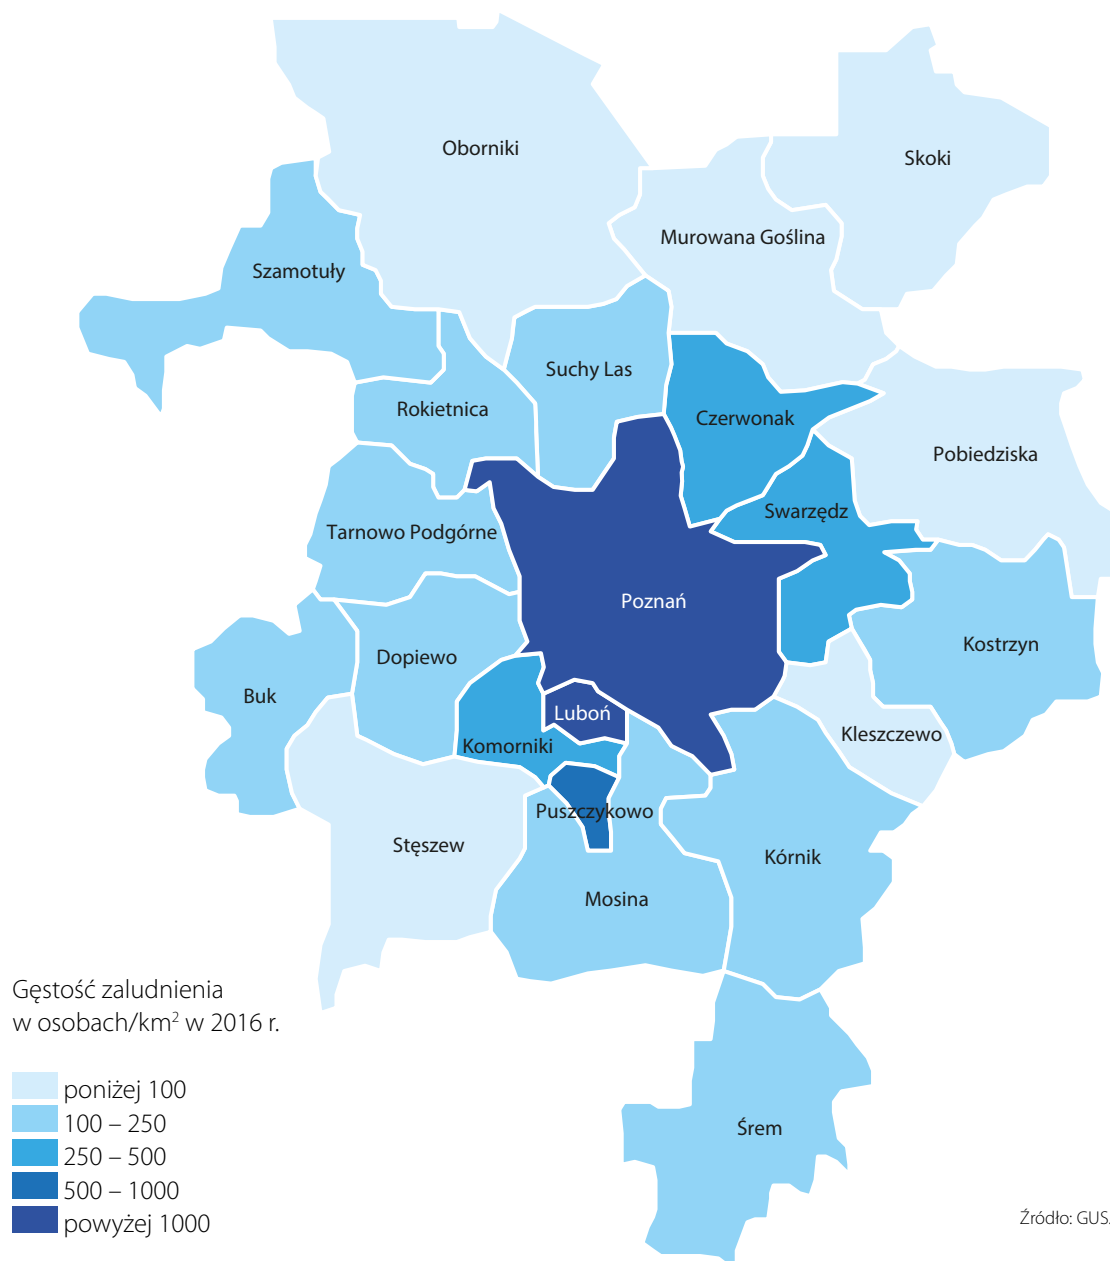 Oborniki
Skoki
Murowana Goślina
Szamotuły
Suchy Las
Rokietnica
Czerwonak
Pobiedziska
Swarzędz
Tarnowo Podgórne
Poznań
Kostrzyn
Dopiewo
Buk
Luboń
Kleszczewo
Komorniki
Puszczykowo
Stęszew
Kórnik
Mosina
Gęstość zaludnienia
w osobach/km² w 2016 r.
poniżej 100
100 – 250
250 – 500
500 – 1000
powyżej 1000
Śrem
Źródło: GUS.